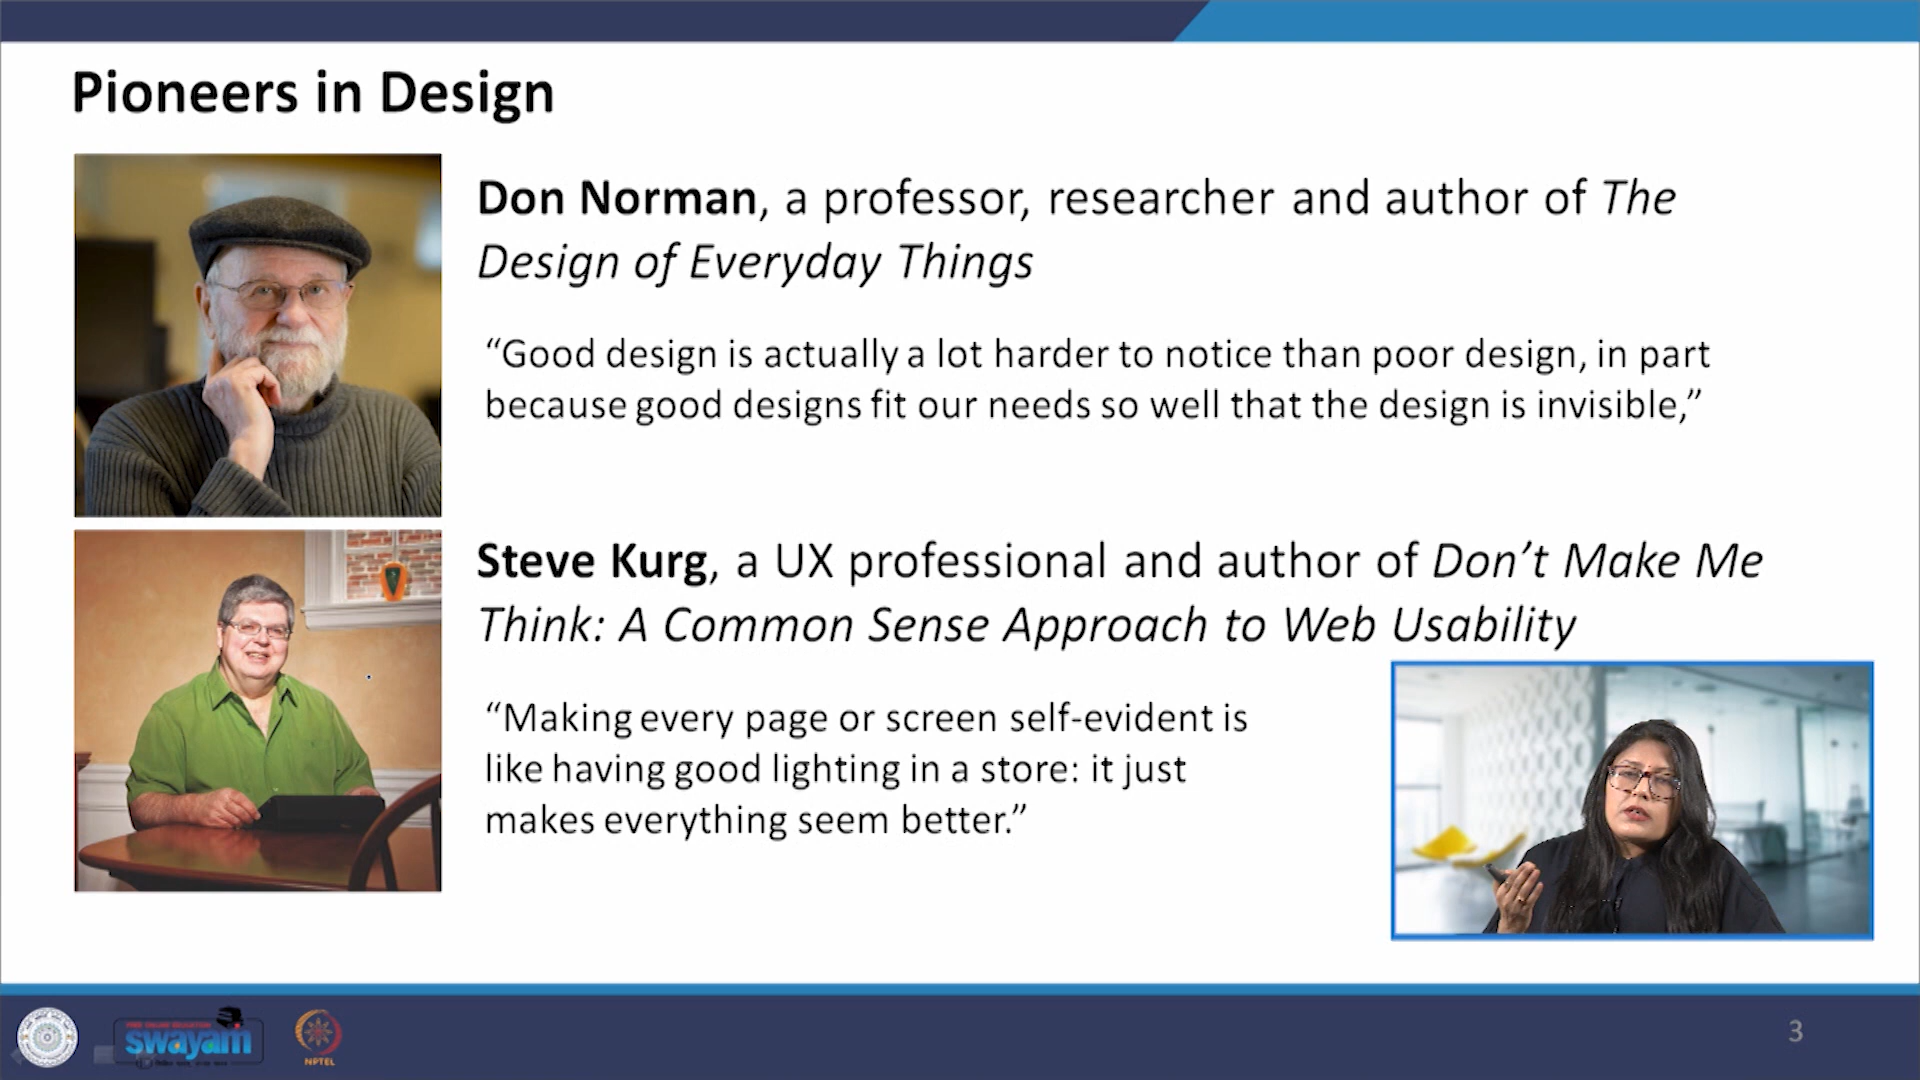 Pioneers in Design
Don Norman, a professor, researcher and author of The
Design of Everyday Things
“Good design is actually a lot harder to notice than poor design, in part
because good designs fit our needs so well that the design is invisible,”
Steve Kurg, a UX professional and author of Don’t Make Me
Think: A Common Sense Approach to Web Usability
“Making every page or screen self-evident is
like having good lighting in a store: it just
makes everything seem better.”
FREE ONLINE EDUCATION
swayam
NPTEL
3